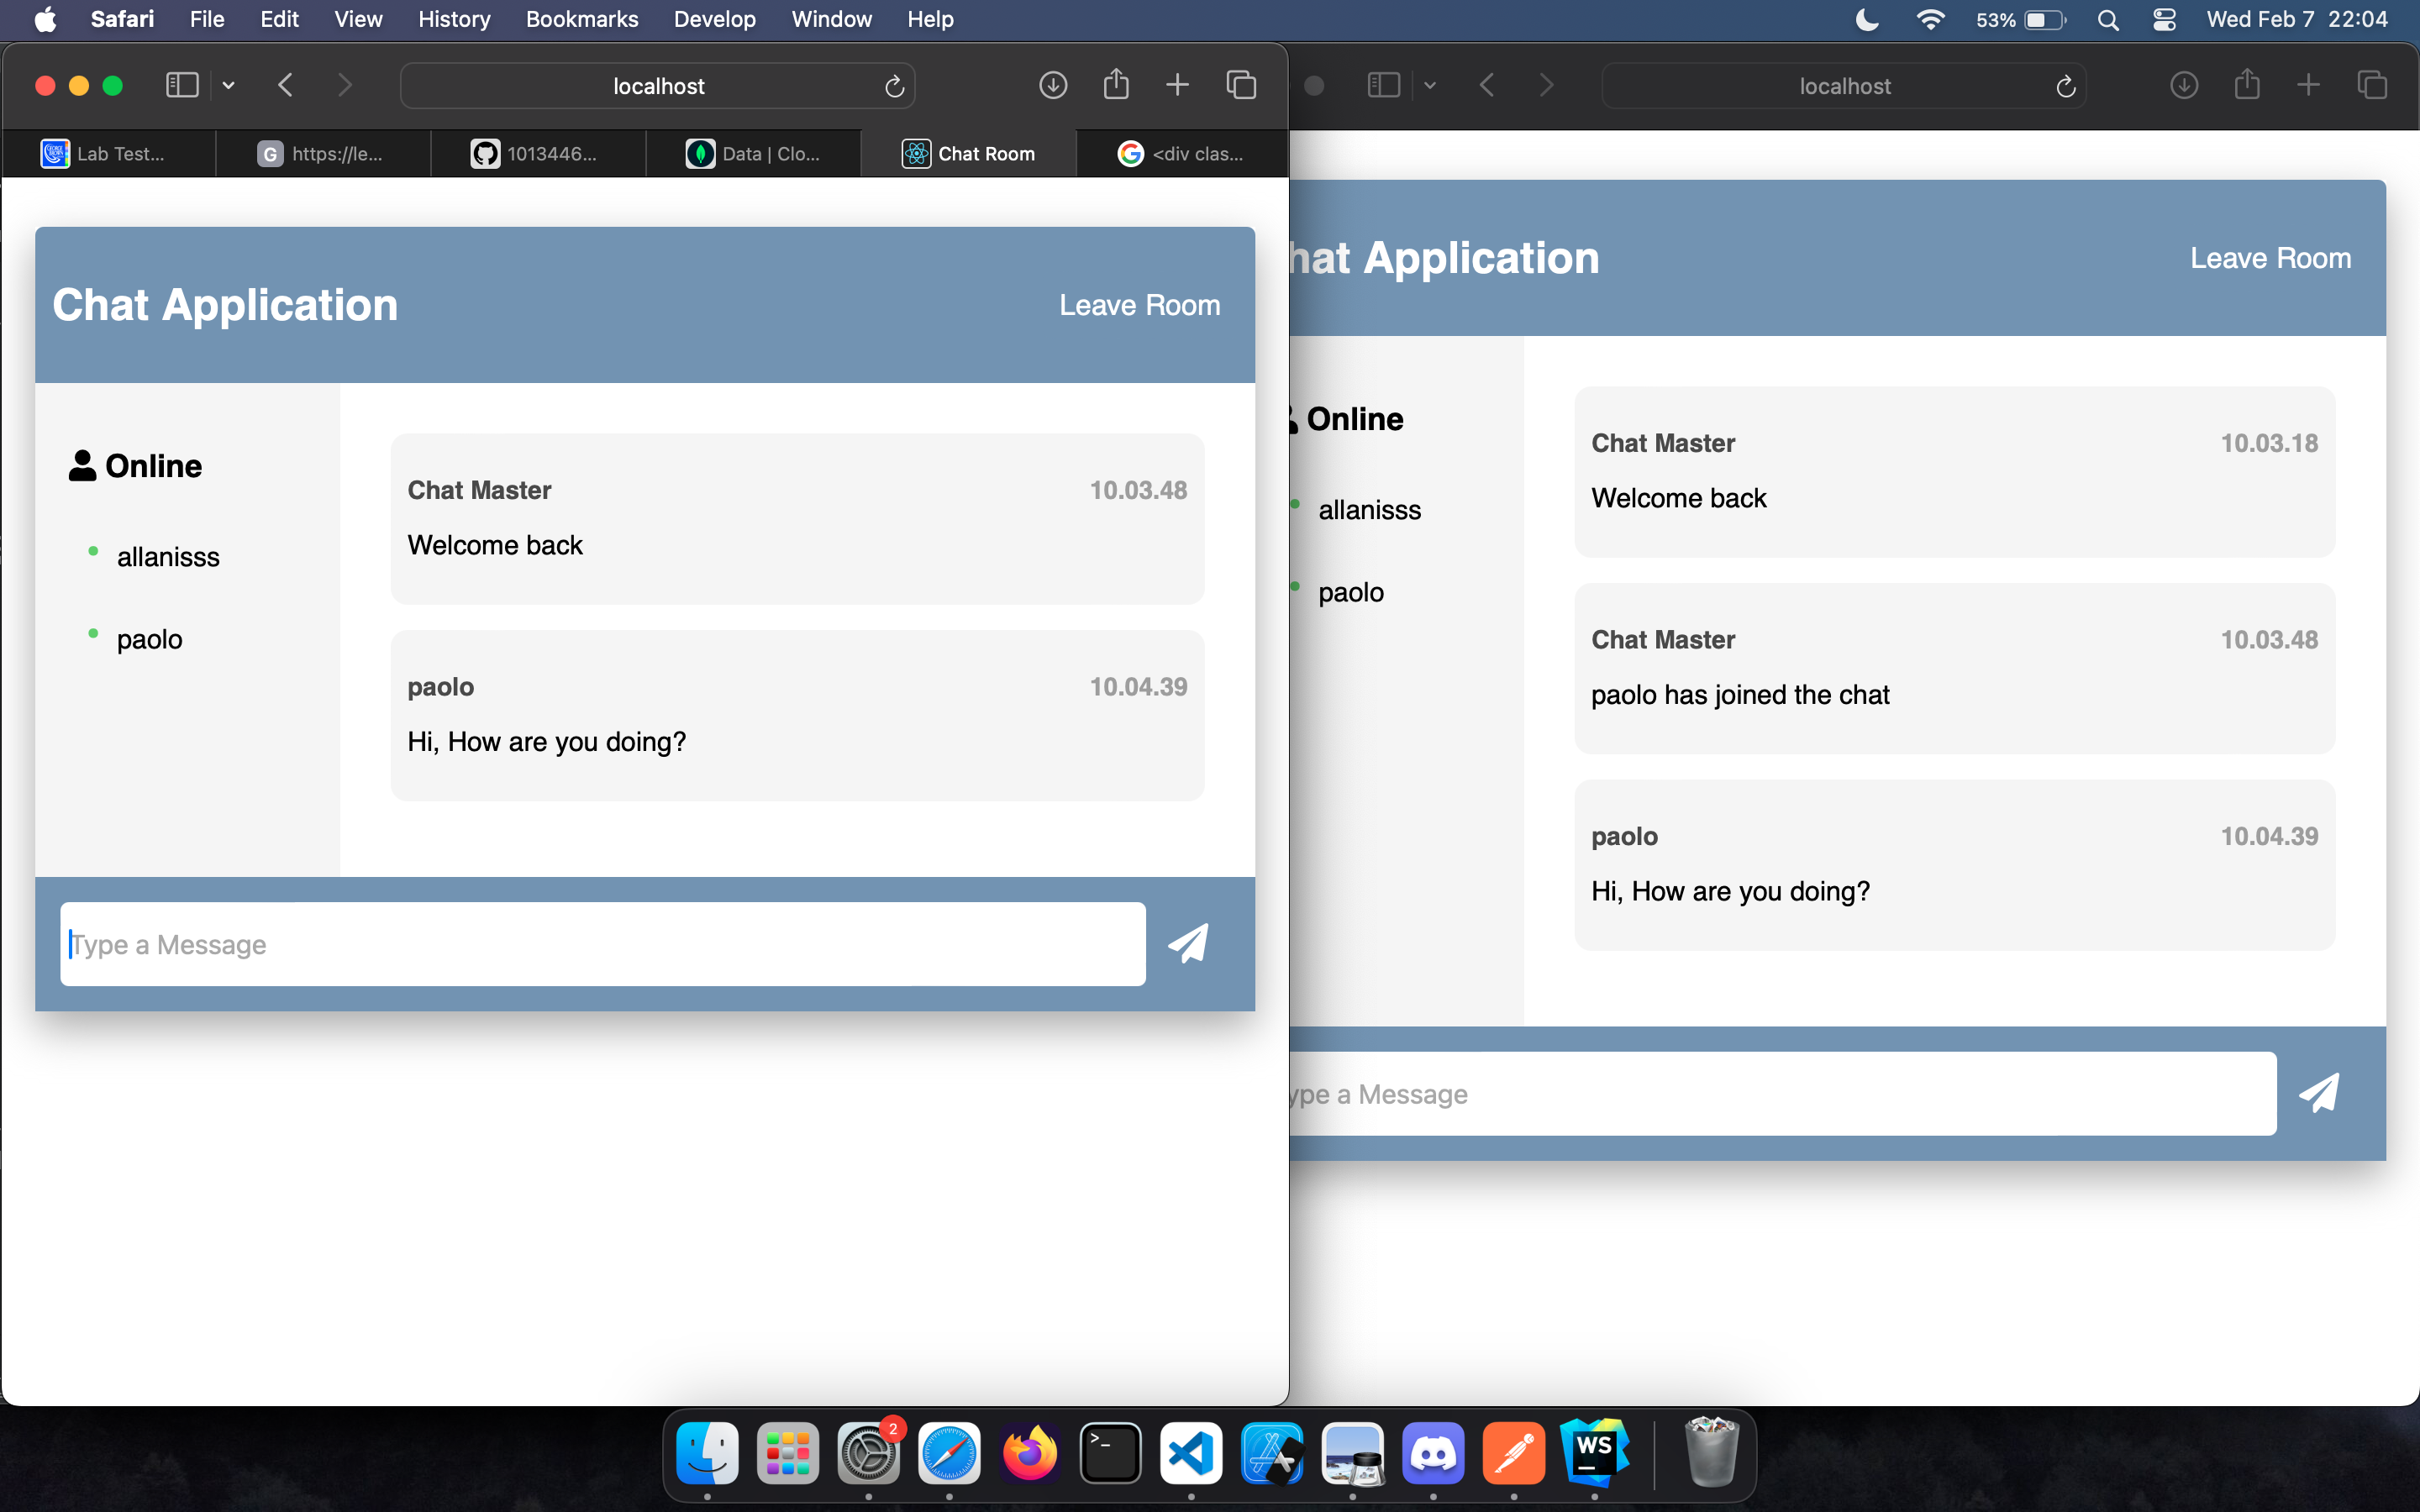 Safari File Edit View History Bookmarks Develop Window Help 53% Wed Feb 7 22:04
localhost
Lab Test... G https://le... 1013446... Data | Clo... Chat Room <div clas...
Chat Application Leave Room
Online
allanisss
paolo
Chat Master 10.03.48
Welcome back
paolo 10.04.39
Hi, How are you doing?
Type a Message
localhost
hat Application Leave Room
Online
allanisss
paolo
Chat Master 10.03.18
Welcome back
Chat Master 10.03.48
paolo has joined the chat
paolo 10.04.39
Hi, How are you doing?
ype a Message
2
>_
WS